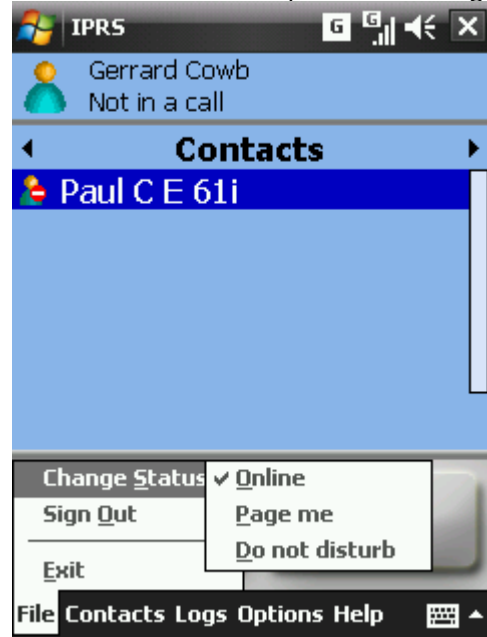 IPRS
G G
Gerrard Cowb
Not in a call
Contacts
Paul C E 61i
Change Status
Online
Sign Out
Page me
Do not disturb
Exit
File Contacts Logs Options Help